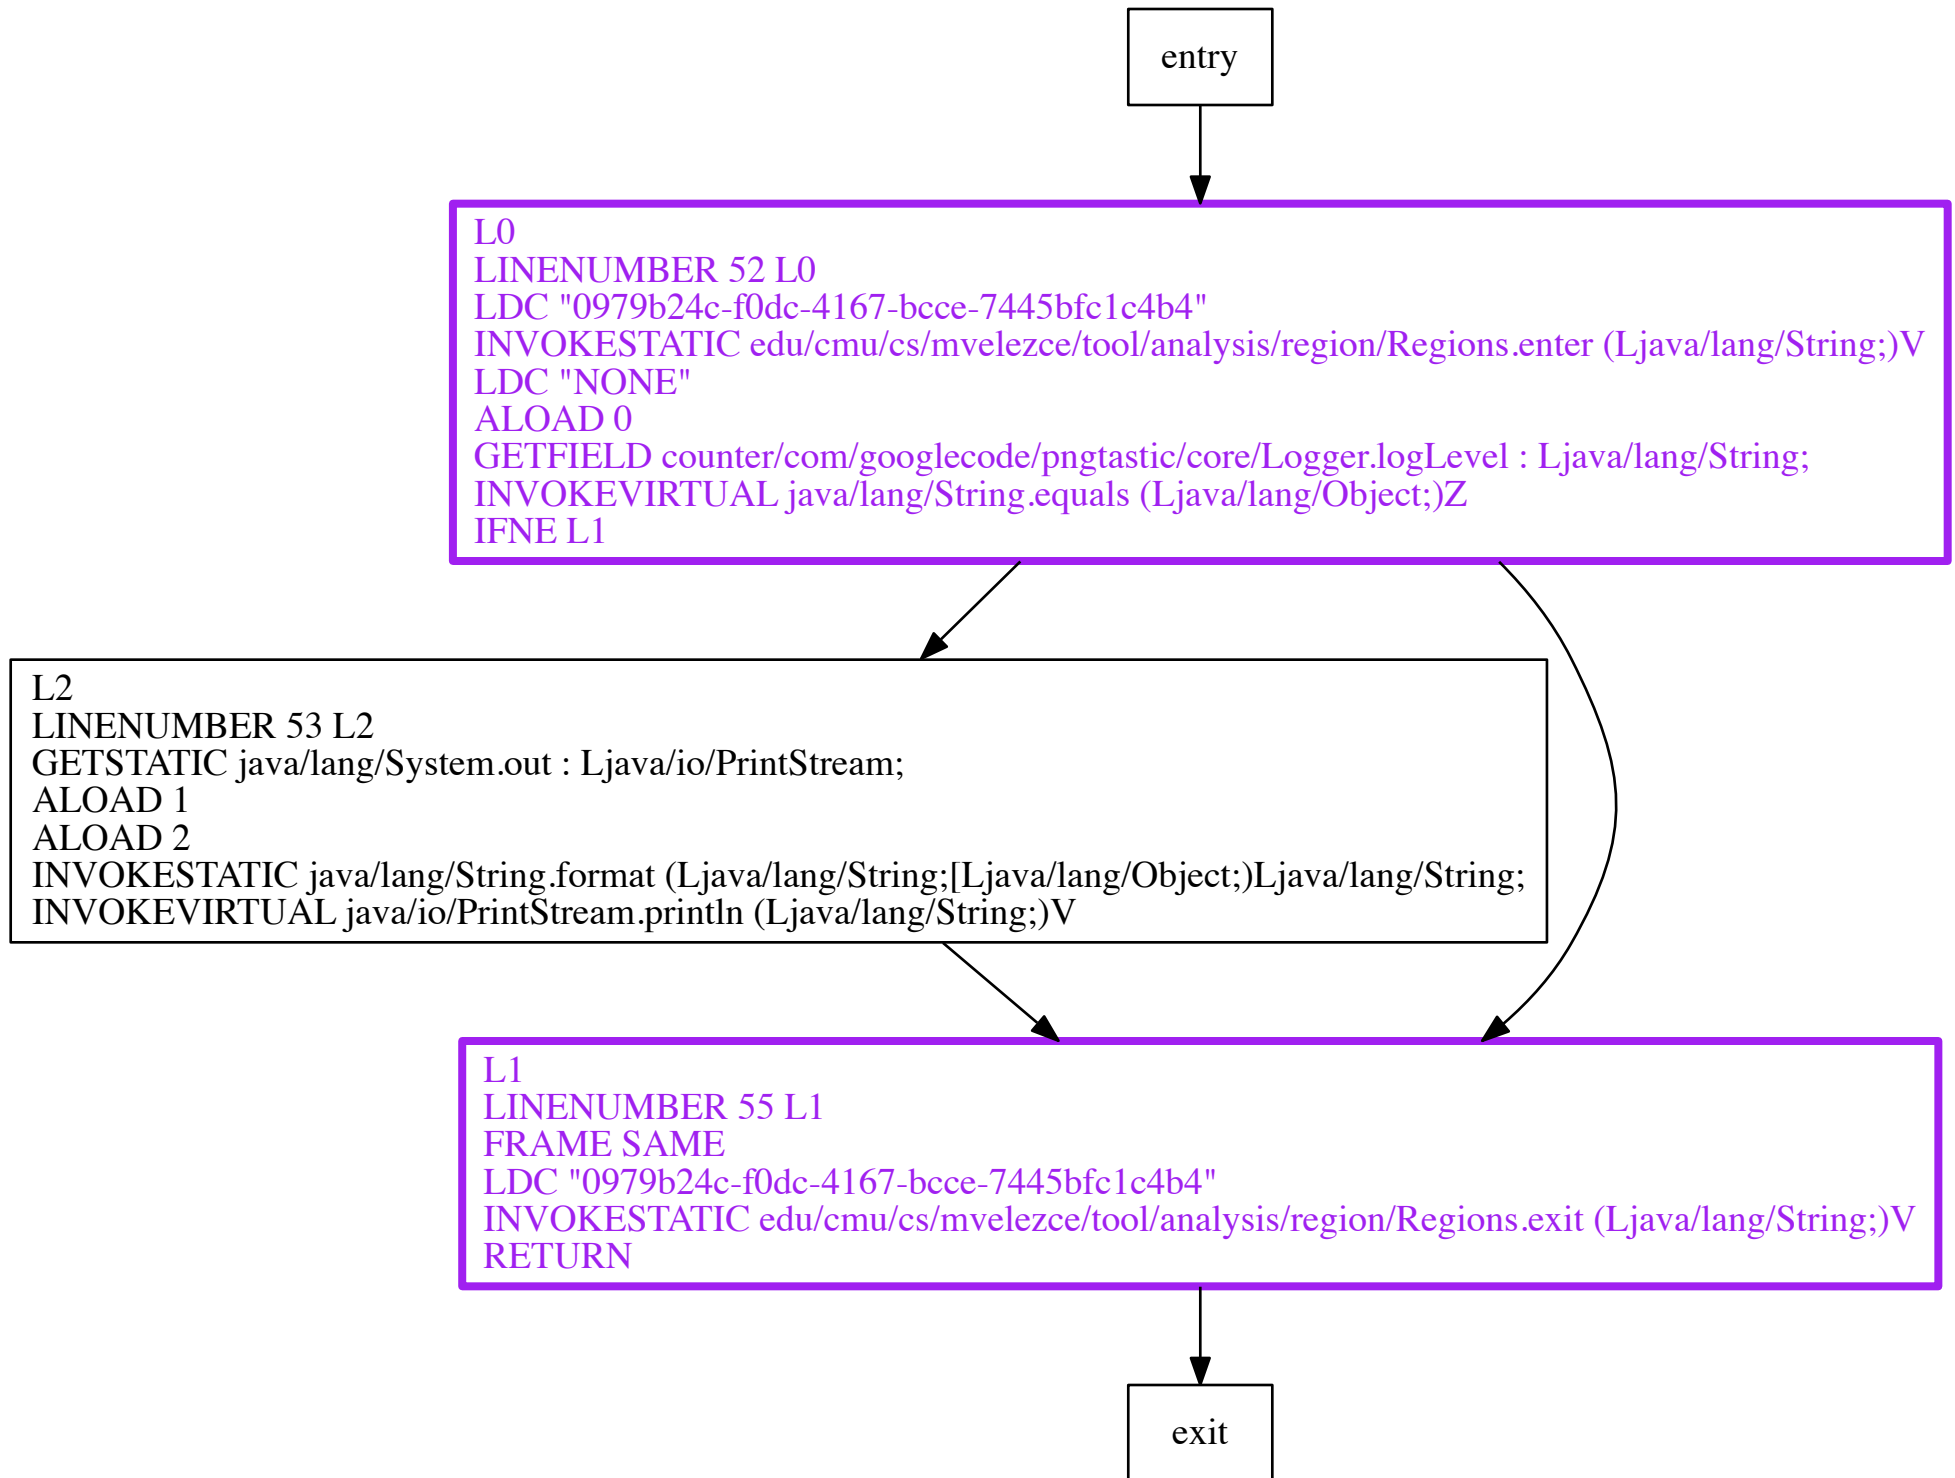 entry
L0
LINENUMBER 52 L0
LDC "0979b24c-f0dc-4167-bcce-7445bfc1c4b4"
INVOKESTATIC edu/cmu/cs/mvelezce/tool/analysis/region/Regions.enter (Ljava/lang/String;)V
LDC "NONE"
ALOAD 0
GETFIELD counter/com/googlecode/pngtastic/core/Logger.logLevel : Ljava/lang/String;
INVOKEVIRTUAL java/lang/String.equals (Ljava/lang/Object;)Z
IFNE L1
L2
LINENUMBER 53 L2
GETSTATIC java/lang/System.out : Ljava/io/PrintStream;
ALOAD 1
ALOAD 2
INVOKESTATIC java/lang/String.format (Ljava/lang/String;[Ljava/lang/Object;)Ljava/lang/String;
INVOKEVIRTUAL java/io/PrintStream.println (Ljava/lang/String;)V
L1
LINENUMBER 55 L1
FRAME SAME
LDC "0979b24c-f0dc-4167-bcce-7445bfc1c4b4"
INVOKESTATIC edu/cmu/cs/mvelezce/tool/analysis/region/Regions.exit (Ljava/lang/String;)V
RETURN
exit